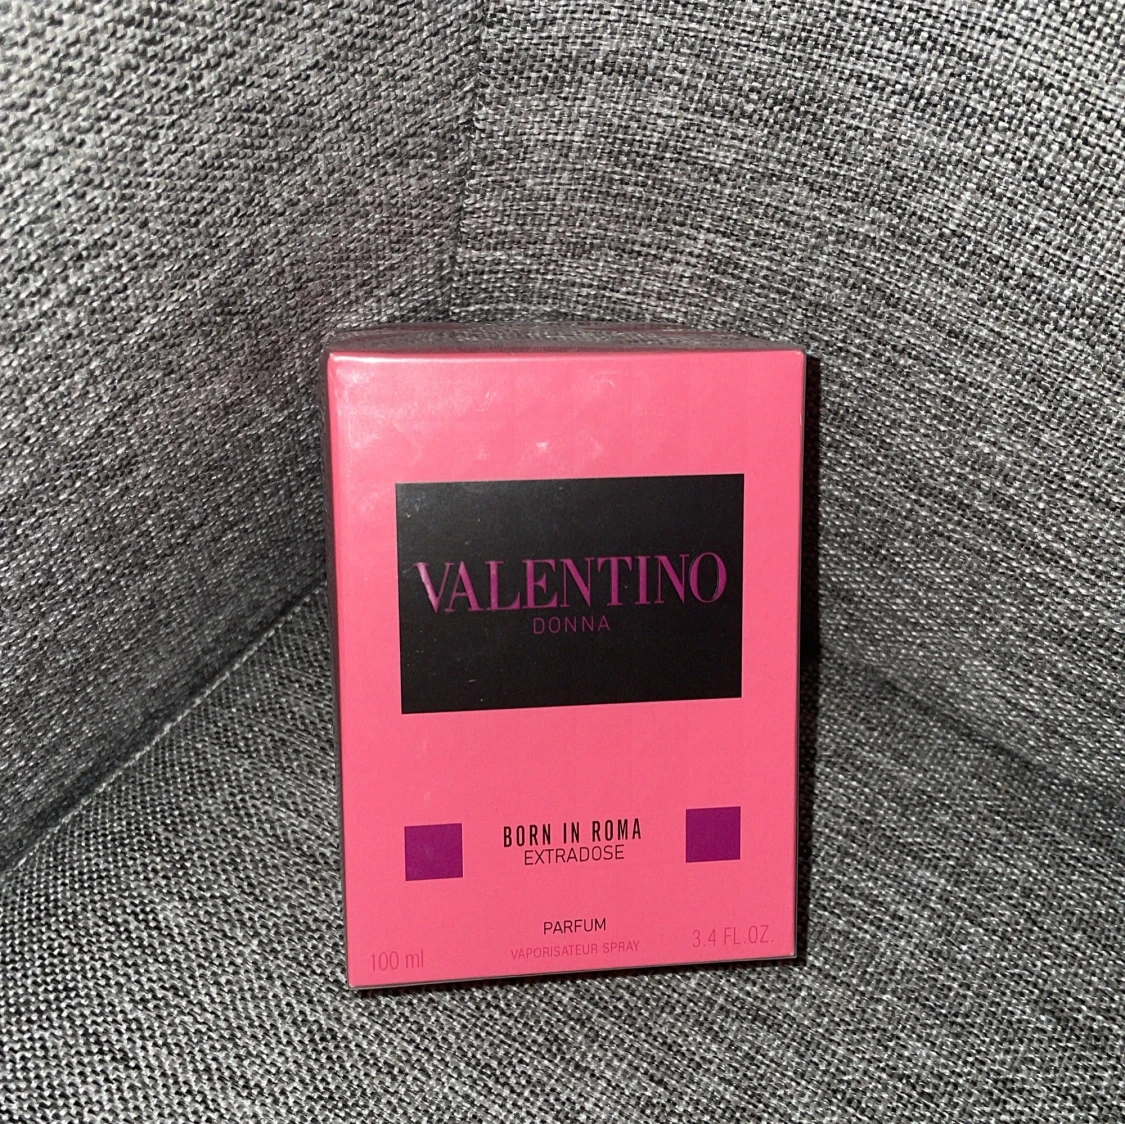 VALENTINO
DONNA
BORN IN ROMA
EXTRADOSE
PARFUM
VAPORISATEUR SPRAY
100 ml
3.4 FL.OZ.